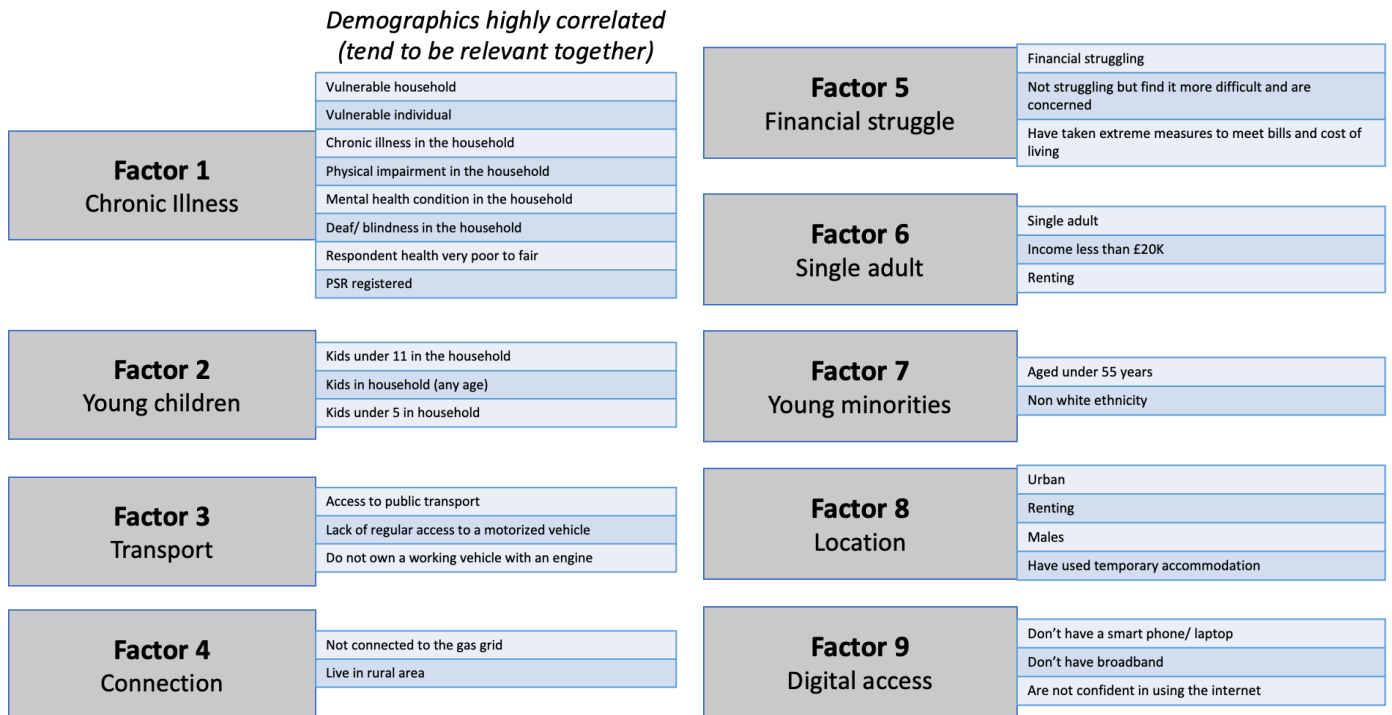 Demographics highly correlated
(tend to be relevant together)
Factor 1
Chronic Illness
Vulnerable household
Vulnerable individual
Chronic illness in the household
Physical impairment in the household
Mental health condition in the household
Deaf/ blindness in the household
Respondent health very poor to fair
PSR registered
Factor 2
Young children
Kids under 11 in the household
Kids in household (any age)
Kids under 5 in household
Factor 3
Transport
Access to public transport
Lack of regular access to a motorized vehicle
Do not own a working vehicle with an engine
Factor 4
Connection
Not connected to the gas grid
Live in rural area
Factor 5
Financial struggle
Financial struggling
Not struggling but find it more difficult and are
concerned
Have taken extreme measures to meet bills and cost of
living
Factor 6
Single adult
Single adult
Income less than £20K
Renting
Factor 7
Young minorities
Aged under 55 years
Non white ethnicity
Factor 8
Location
Urban
Renting
Males
Have used temporary accommodation
Factor 9
Digital access
Don’t have a smart phone/ laptop
Don’t have broadband
Are not confident in using the internet